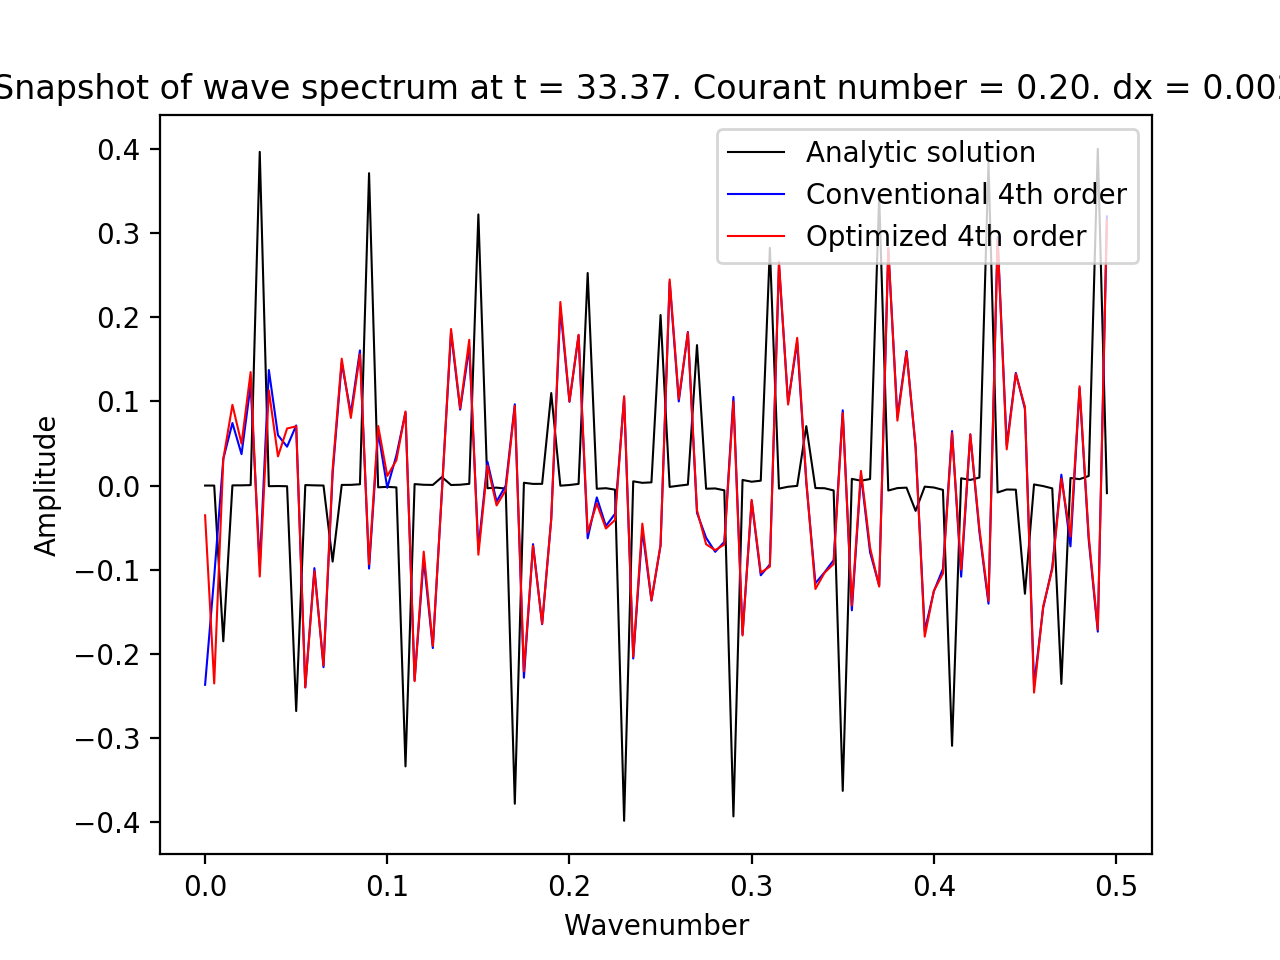 Snapshot of wave spectrum at t = 33.37. Courant number = 0.20. dx = 0.002
Analytic solution
Conventional 4th order
Optimized 4th order
Amplitude
0.4
0.3
0.2
0.1
0.0
−0.1
−0.2
−0.3
−0.4
0.0 0.1 0.2 0.3 0.4 0.5
Wavenumber